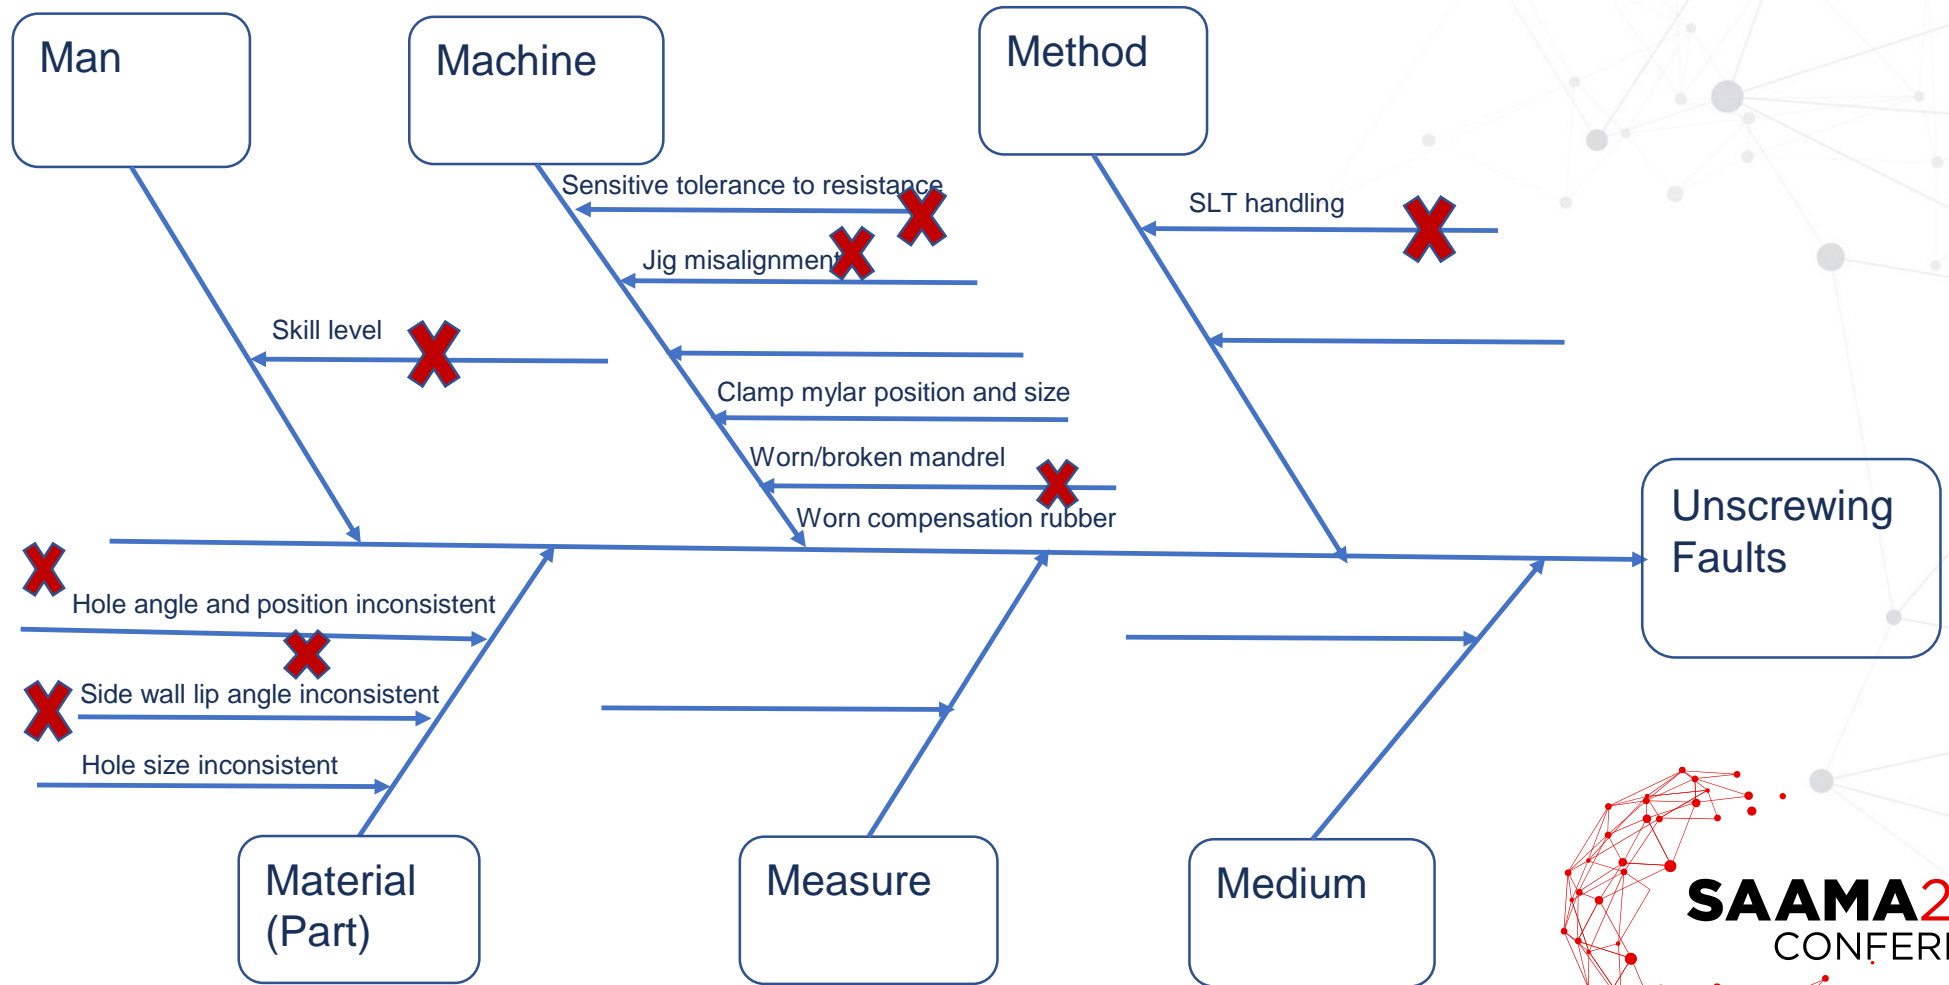 Man
Machine
Method
Sensitive tolerance to resistance
SLT handling
Jig misalignment
Skill level
Clamp mylar position and size
Worn/broken mandrel
Worn compensation rubber
Unscrewing
Faults
Hole angle and position inconsistent
Side wall lip angle inconsistent
Hole size inconsistent
Material
(Part)
Measure
Medium
SAAMA2
CONFER